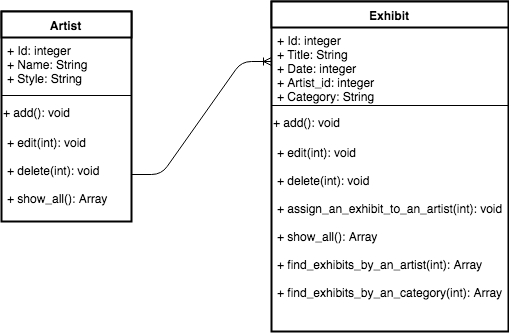 Artist
+ Id: integer
+ Name: String
+ Style: String
+ add(): void
+ edit(int): void
+ delete(int): void
+ show_all(): Array
Exhibit
+ Id: integer
+ Title: String
+ Date: integer
+ Artist_id: integer
+ Category: String
+ add(): void
+ edit(int): void
+ delete(int): void
+ assign_an_exhibit_to_an_artist(int): void
+ show_all(): Array
+ find_exhibits_by_an_artist(int): Array
+ find_exhibits_by_an_category(int): Array